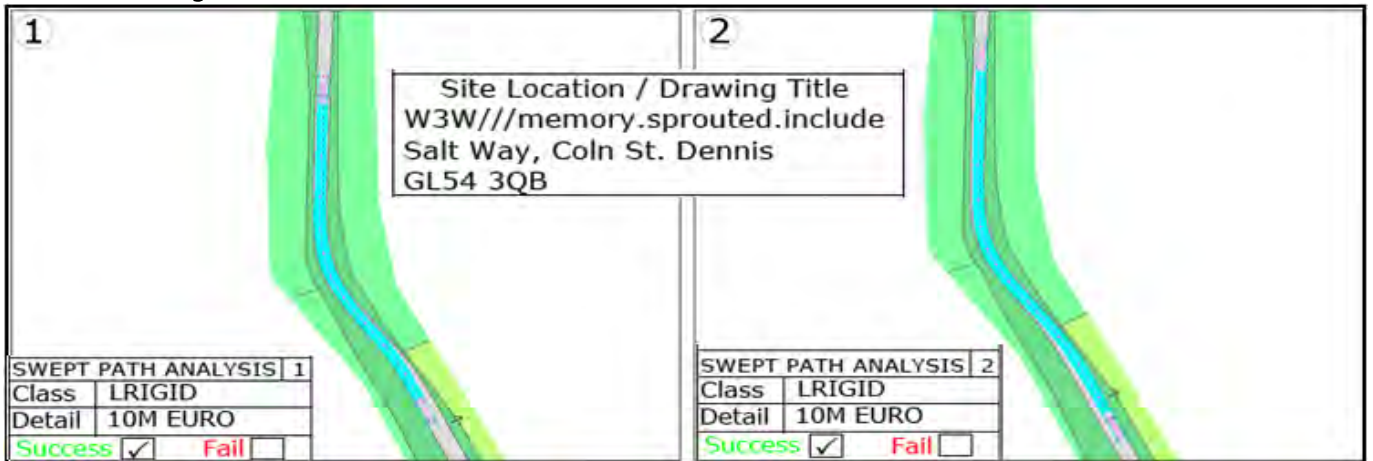 1
2
Site Location / Drawing Title
W3W///memory.sprouted.include
Salt Way, Coln St. Dennis
GL54 3QB
SWEPT PATH ANALYSIS 1
Class LRIGID
Detail 10M EURO
Success ✓ Fail
SWEPT PATH ANALYSIS 2
Class LRIGID
Detail 10M EURO
Success ✓ Fail